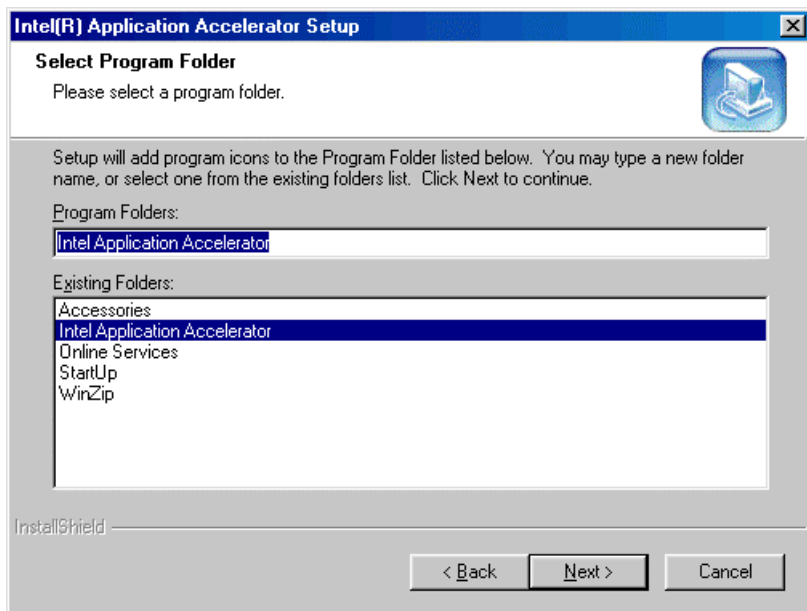 Intel(R) Application Accelerator Setup
Select Program Folder
Please select a program folder.
Setup will add program icons to the Program Folder listed below.  You may type a new folder
name, or select one from the existing folders list.  Click Next to continue.
Program Folders:
Intel Application Accelerator
Existing Folders:
Accessories
Intel Application Accelerator
Online Services
StartUp
WinZip
InstallShield
< Back
Next >
Cancel